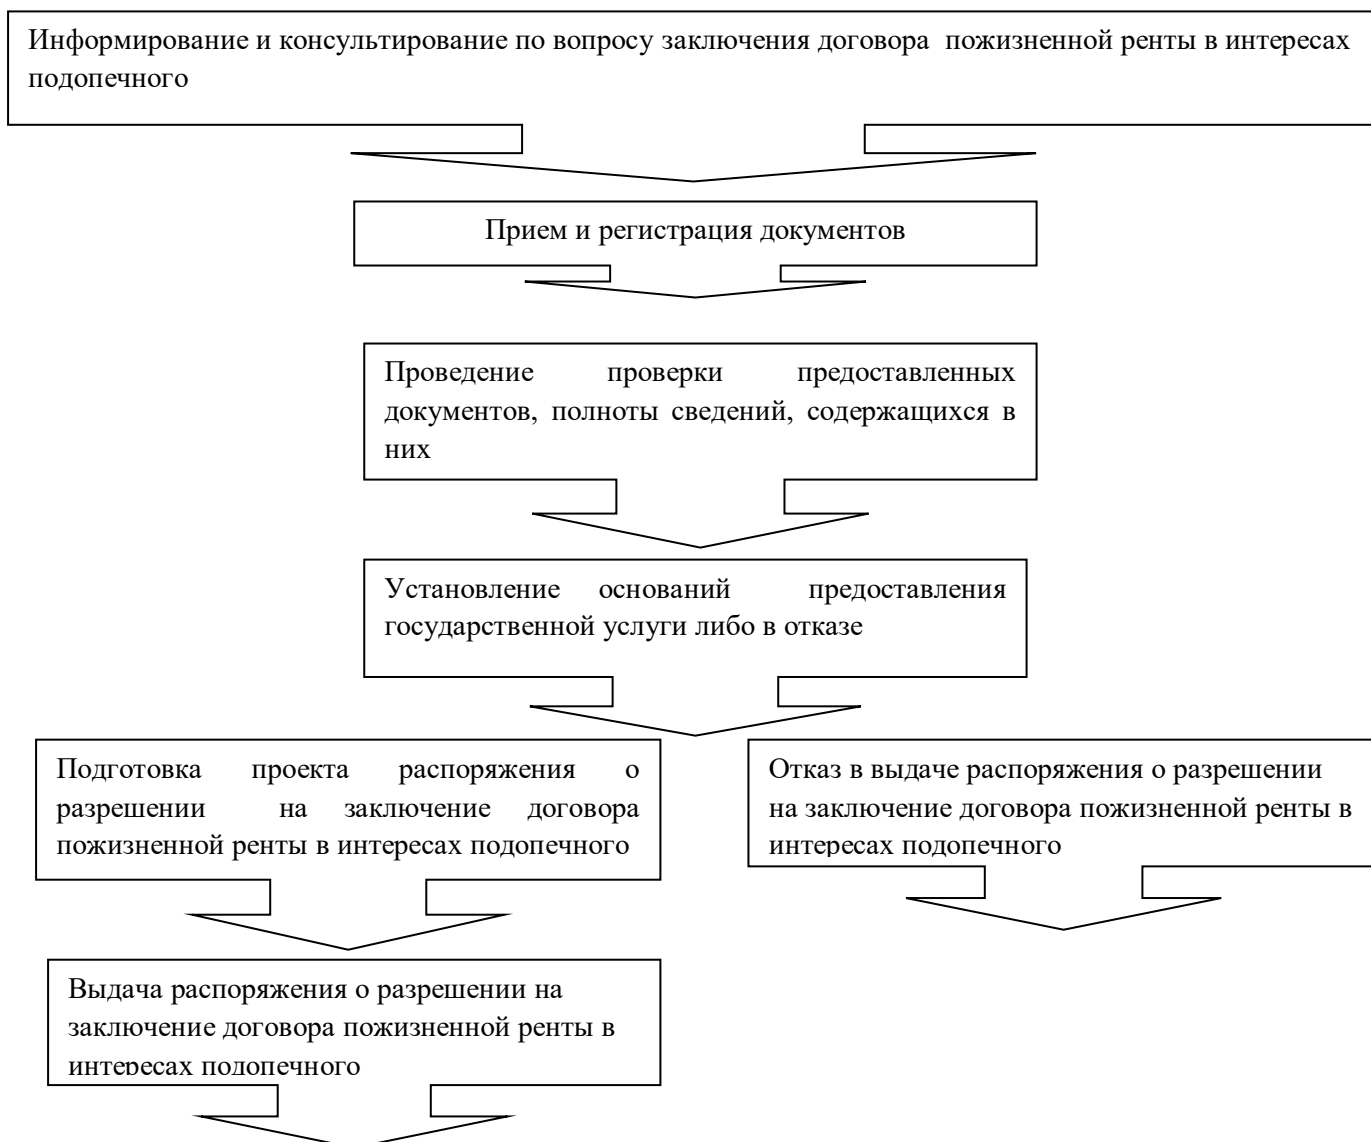 Информирование и консультирование по вопросу заключения договора пожизненной ренты в интересах
подопечного
Прием и регистрация документов
Проведение проверки предоставленных
документов, полноты сведений, содержащихся в
них
Установление оснований предоставления
государственной услуги либо в отказе
Подготовка проекта распоряжения о
разрешении на заключение договора
пожизненной ренты в интересах подопечного
Отказ в выдаче распоряжения о разрешении
на заключение договора пожизненной ренты в
интересах подопечного
Выдача распоряжения о разрешении на
заключение договора пожизненной ренты в
интересах подопечного